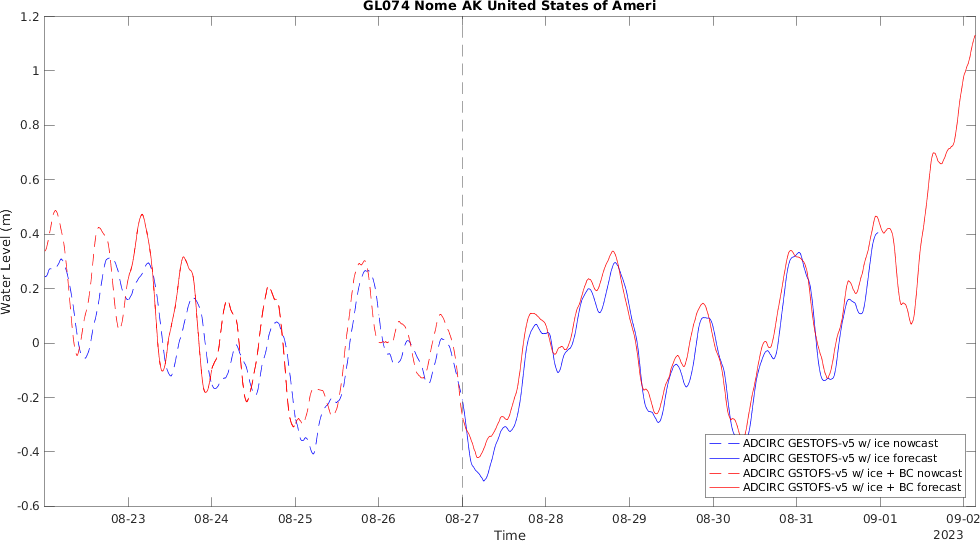 GL074 Nome AK United States of Ameri
1.2
1
0.8
0.6
0.4
0.2
0
-0.2
-0.4
-0.6
Water Level (m)
ADCIRC GESTOFS-v5 w/ ice nowcast
ADCIRC GESTOFS-v5 w/ ice forecast
ADCIRC GSTOFS-v5 w/ ice + BC nowcast
ADCIRC GSTOFS-v5 w/ ice + BC forecast
08-23 08-24 08-25 08-26 08-27 08-28 08-29 08-30 08-31 09-01 09-02
Time
2023